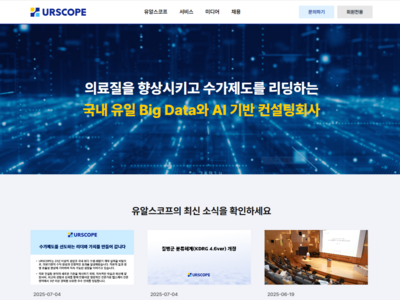 URSCOPE
유알스코프
서비스
미디어
채용
문의하기
회원전용
의료질을 향상시키고 수가제도를 리딩하는
국내 유일 Big Data와 AI 기반 컨설팅회사
유알스코프의 최신 소식을 확인하세요
URSCOPE
수가제도를 선도하는 최대의 가치를 만들어 갑니다
URSCOPE
질병군 분류체계(KDRG 4.6ver) 개정
2025-07-04
2025-07-04
2025-06-19